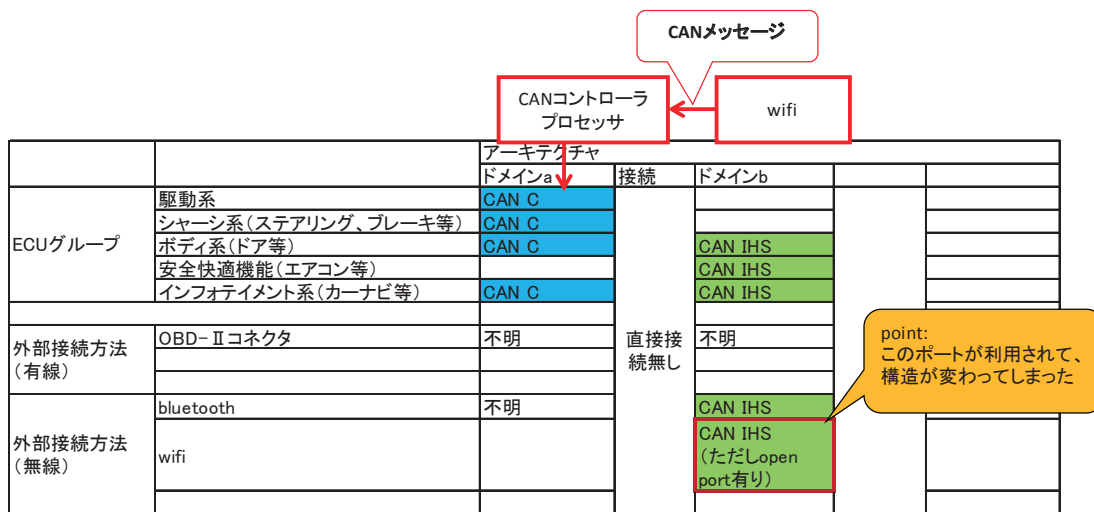 CANメッセージ
CANコントローラ
プロセッサ
wifi
アーキテクチャ
ドメインa 接続 ドメインb
ECUグループ
駆動系 CAN C
シャーシ系(ステアリング、ブレーキ等) CAN C
ボディ系(ドア等) CAN C CAN IHS
安全快適機能(エアコン等) CAN IHS
インフォテイメント系(カーナビ等) CAN C CAN IHS
外部接続方法
(有線)
OBD-Ⅱコネクタ 不明 不明
直接接
続無し
point:
このポートが利用されて、
構造が変わってしまった
外部接続方法
(無線)
bluetooth 不明 CAN IHS
wifi
CAN IHS
(ただしopen
port有り)